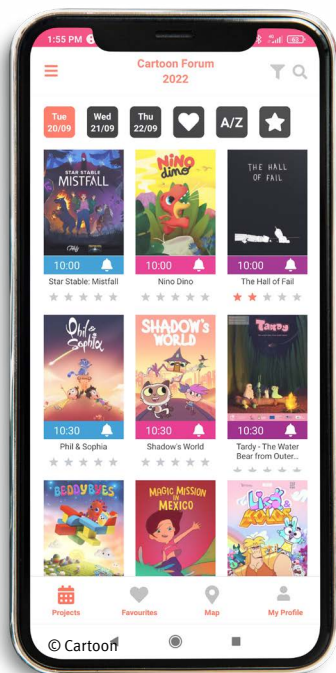 1:55 PM
Cartoon Forum
2022
Tue
20/09
Wed
21/09
Thu
22/09
A/Z
STAR STABLE
MISTFALL
NiNO
dino
THE HALL
OF FAIL
10:00
10:00
10:00
Star Stable: Mistfall
Nino Dino
The Hall of Fail
Phil &
Sophia
SHADOW's
WORLD
Tardy
10:30
10:30
10:30
Phil & Sophia
Shadow's World
Tardy - The Water
Bear from Outer...
BEDDYBYES
MAGIC MISSION
IN
MEXICO
Projects
Favourites
Map
My Profile
© Cartoon